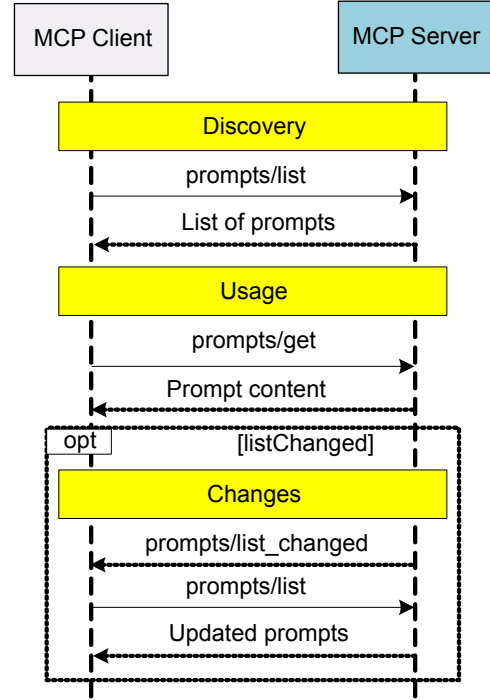 MCP Client
MCP Server
Discovery
prompts/list
List of prompts
Usage
prompts/get
Prompt content
opt
[listChanged]
Changes
prompts/list_changed
prompts/list
Updated prompts